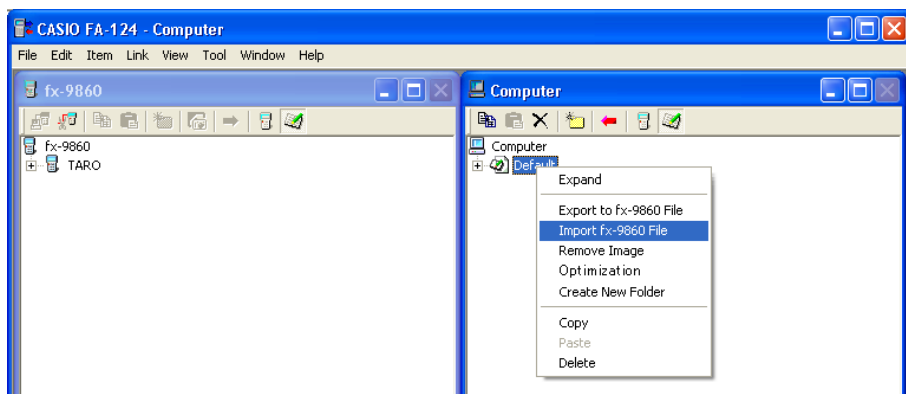 CASIO FA-124 - Computer
File Edit Item Link View Tool Window Help
fx-9860
fx-9860
TARO
Computer
Computer
Default
Expand
Export to fx-9860 File
Import fx-9860 File
Remove Image
Optimization
Create New Folder
Copy
Paste
Delete